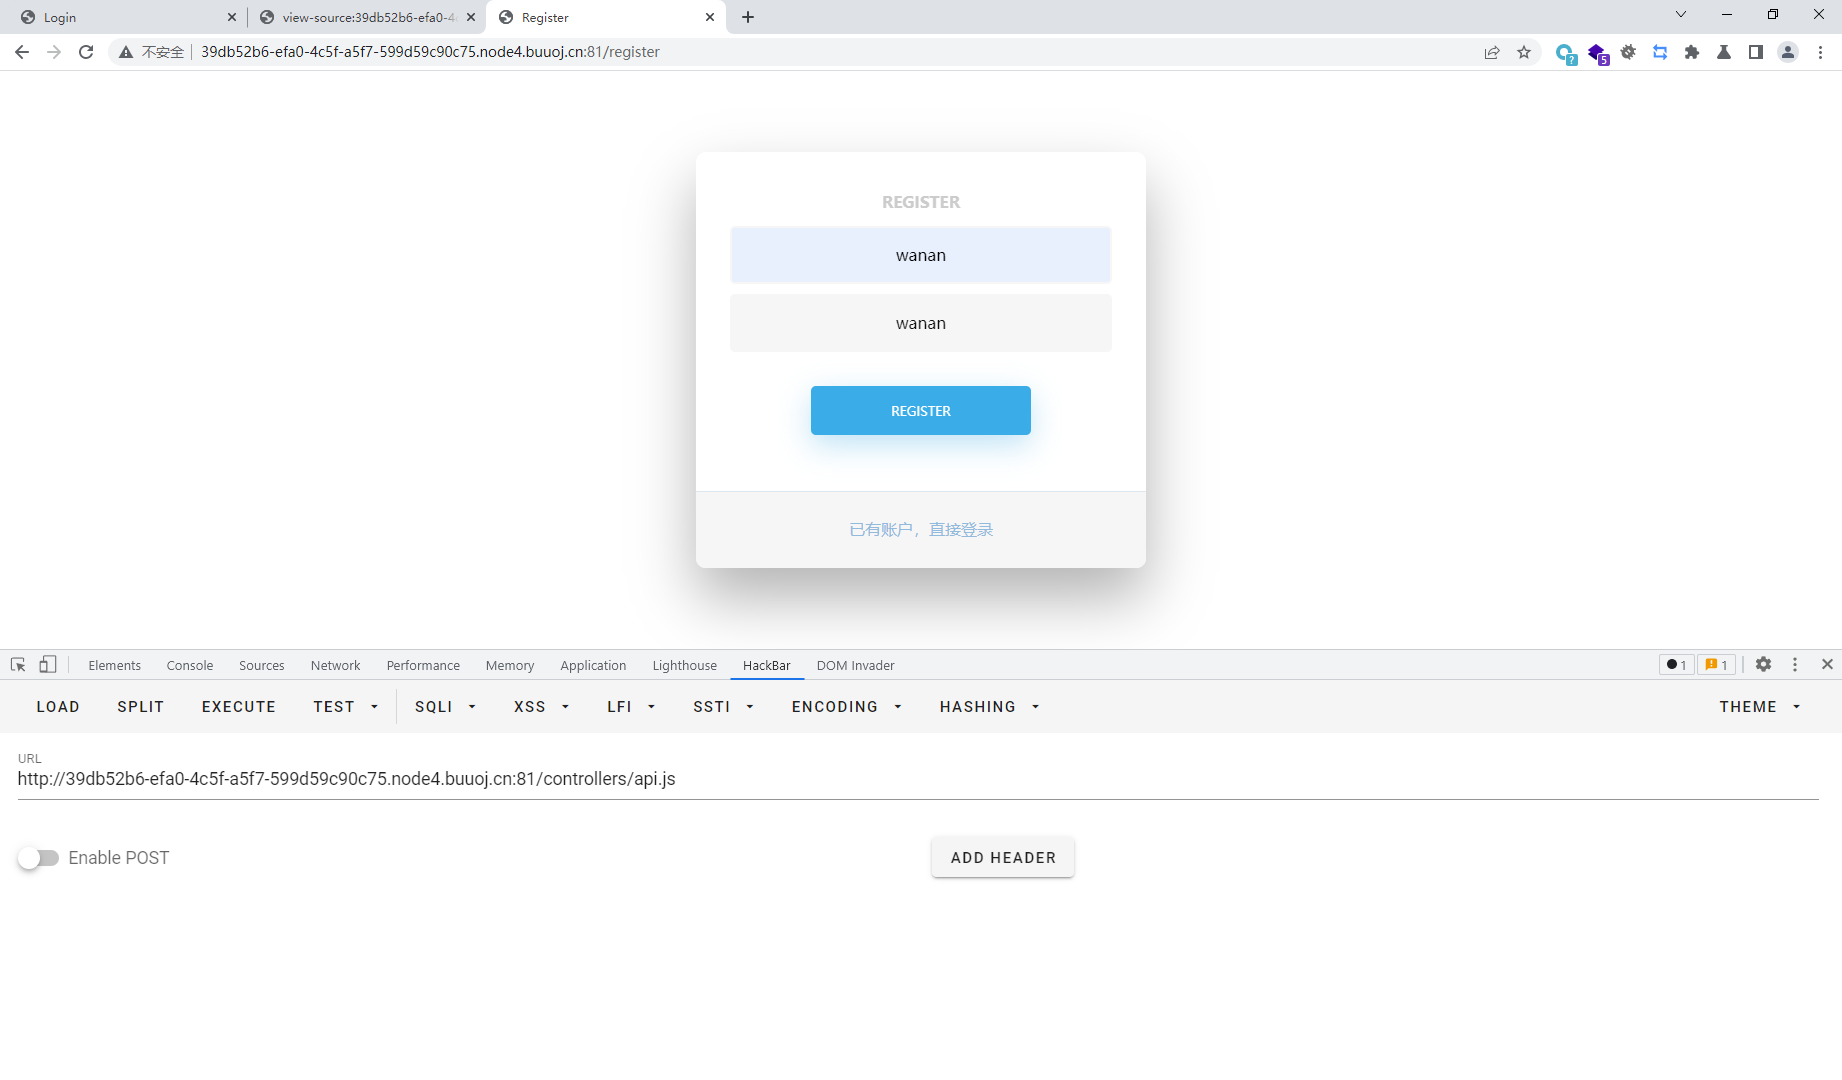 Login
view-source:39db52b6-efa0-4
Register
不安全
39db52b6-efa0-4c5f-a5f7-599d59c90c75.node4.buuoj.cn:81/register
?
5
REGISTER
wanan
wanan
REGISTER
已有账户，直接登录
Elements Console Sources Network Performance Memory Application Lighthouse HackBar DOM Invader
1
1
LOAD SPLIT EXECUTE TEST SQLI XSS LFI SSTI ENCODING HASHING THEME
URL
http://39db52b6-efa0-4c5f-a5f7-599d59c90c75.node4.buuoj.cn:81/controllers/api.js
Enable POST
ADD HEADER